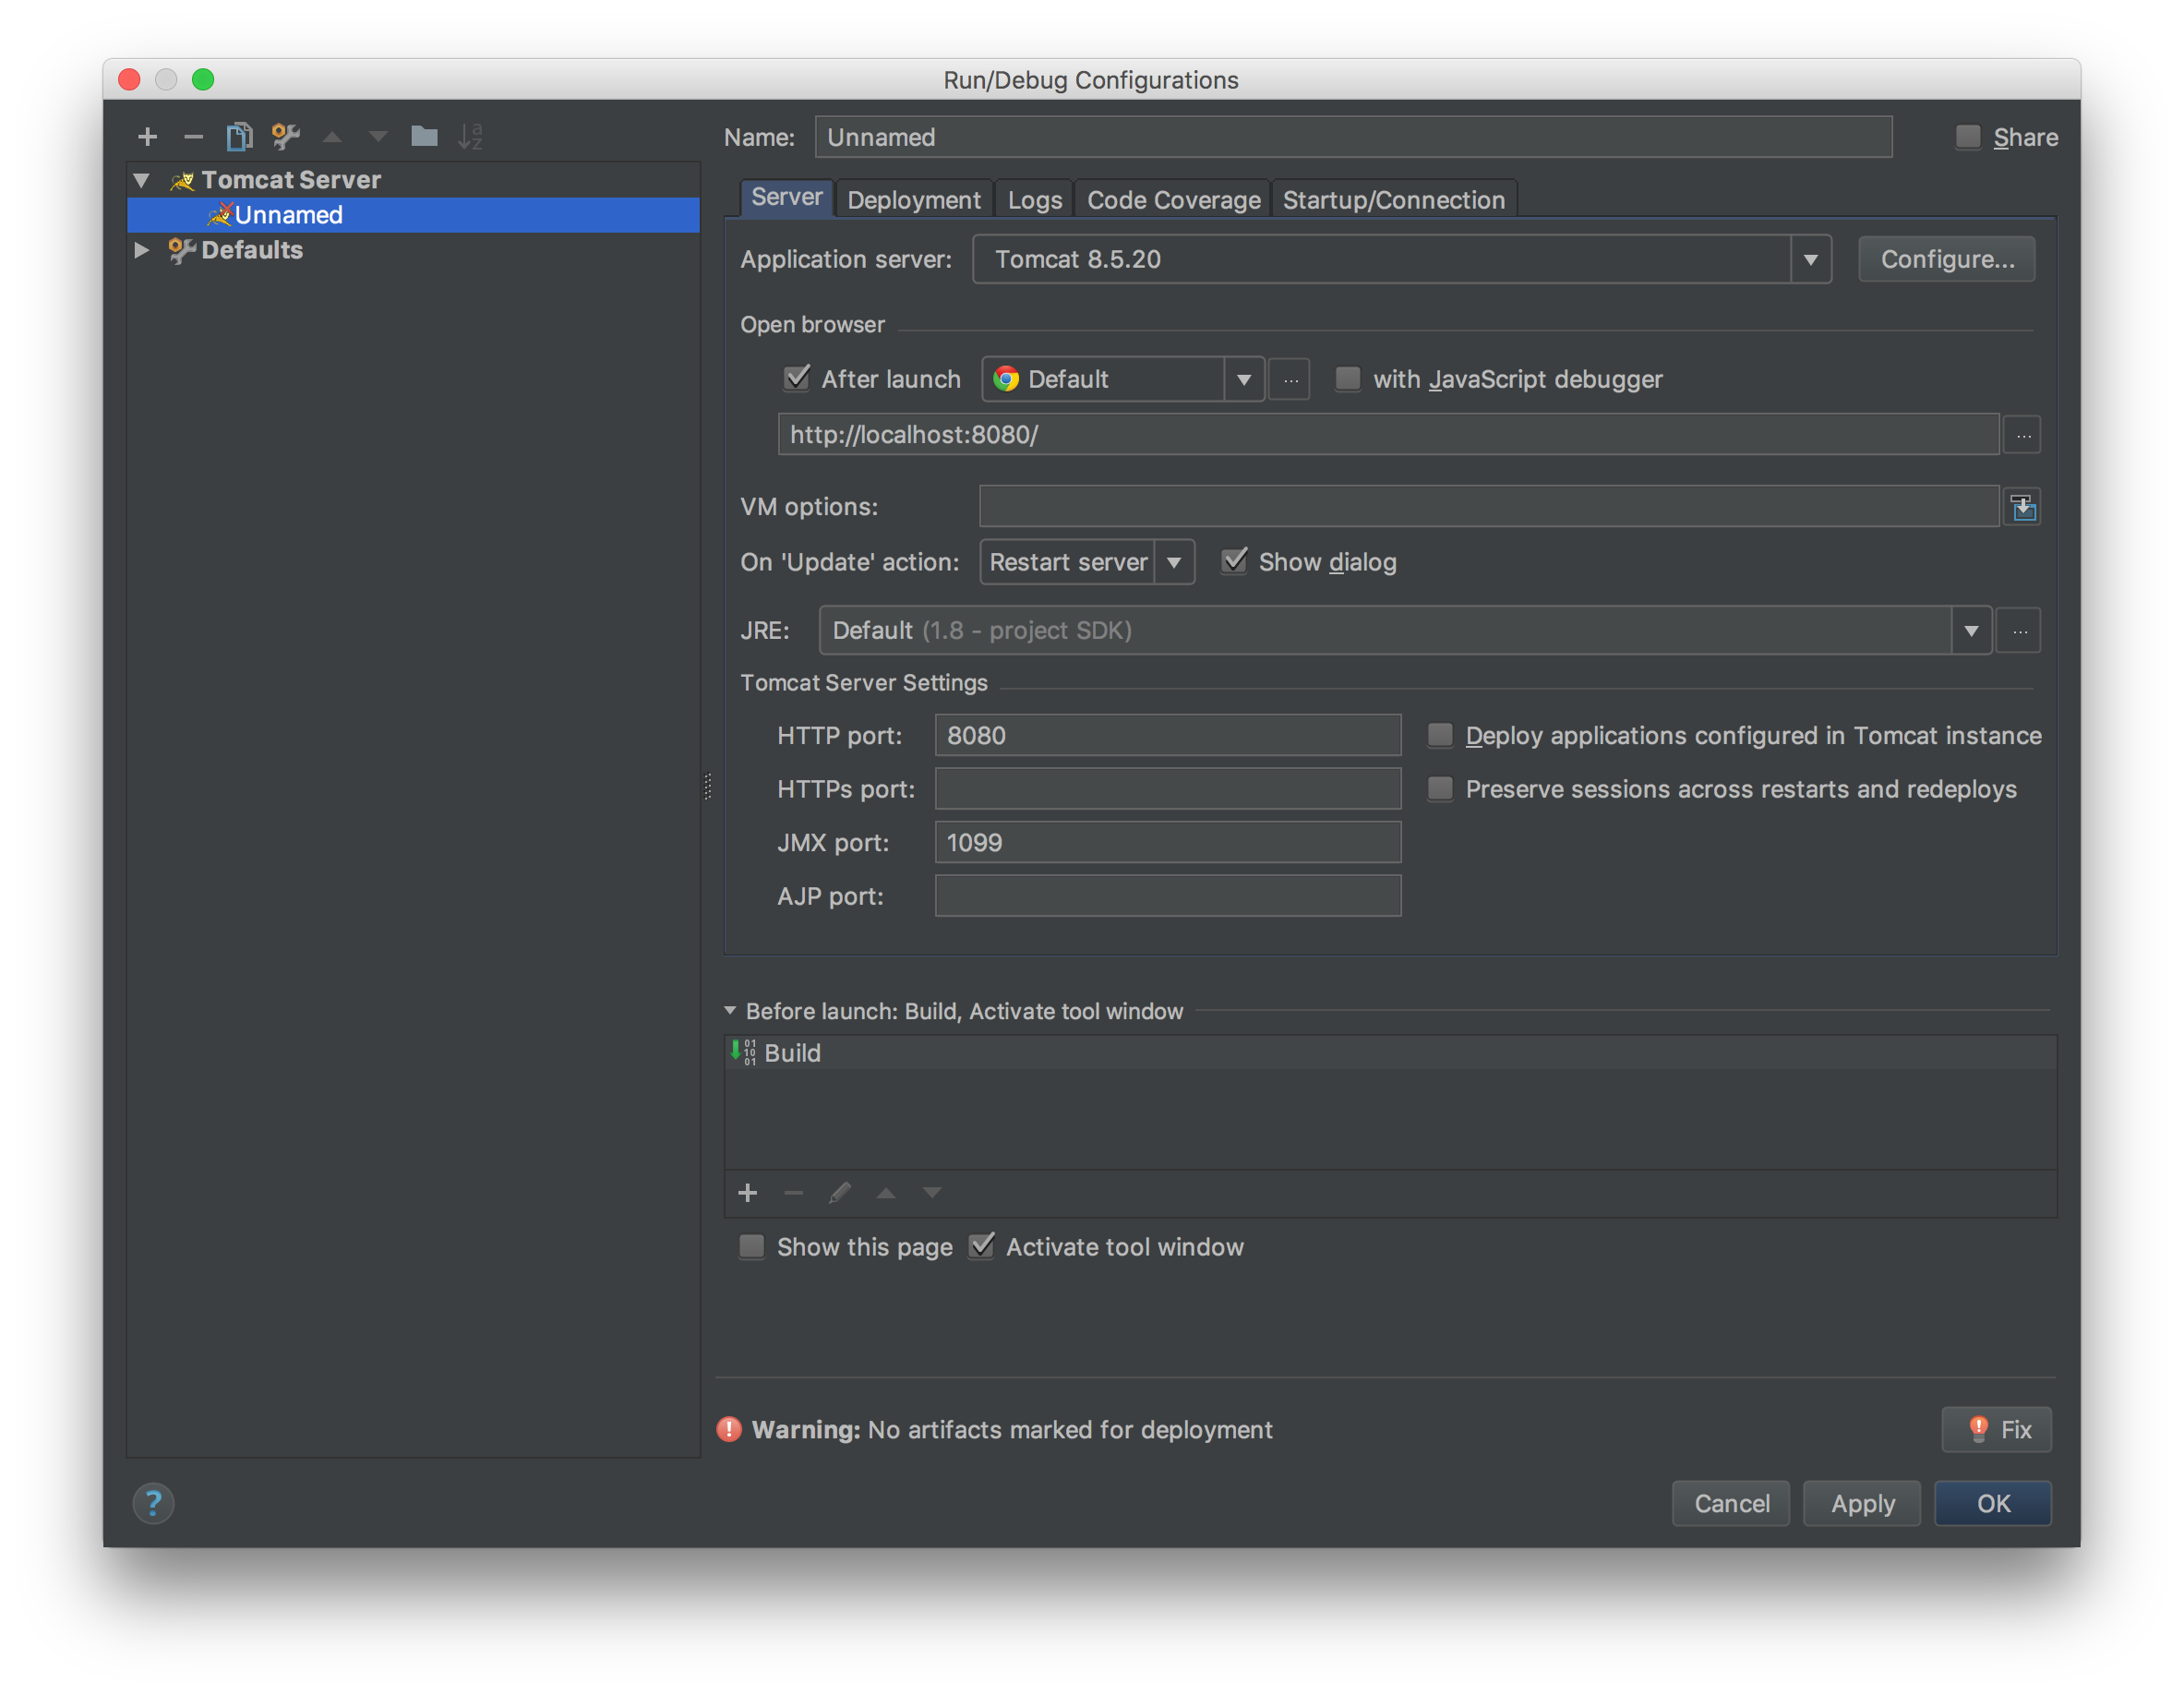 Run/Debug Configurations
Tomcat Server
Unnamed
Defaults
Name: Unnamed Share
Server Deployment Logs Code Coverage Startup/Connection
Application server: Tomcat 8.5.20 Configure...
Open browser
After launch Default ... with JavaScript debugger
http://localhost:8080/ ...
VM options:
On 'Update' action: Restart server Show dialog
JRE: Default (1.8 - project SDK) ...
Tomcat Server Settings
HTTP port: 8080 Deploy applications configured in Tomcat instance
HTTPs port: Preserve sessions across restarts and redeploys
JMX port: 1099
AJP port:
Before launch: Build, Activate tool window
Build
Show this page Activate tool window
Warning: No artifacts marked for deployment Fix
? Cancel Apply OK